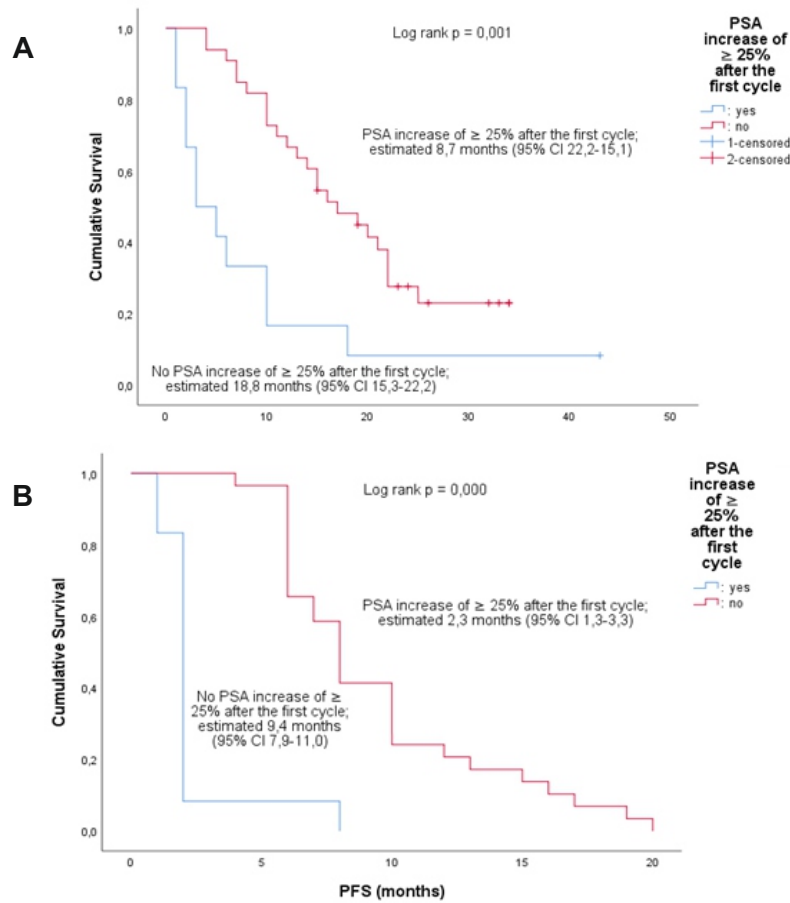 A
Log rank p = 0,001
PSA increase of ≥ 25% after the first cycle;
estimated 8,7 months (95% CI 22,2-15,1)
No PSA increase of ≥ 25% after the first cycle;
estimated 18,8 months (95% CI 15,3-22,2)
Cumulative Survival
1,0
0,8
0,6
0,4
0,2
0,0
0 10 20 30 40 50
PSA
increase of
≥ 25%
after the
first cycle
: yes
: no
1-censored
2-censored
B
Log rank p = 0,000
PSA increase of ≥ 25% after the first cycle;
estimated 2,3 months (95% CI 1,3-3,3)
No PSA increase of ≥
25% after the first cycle;
estimated 9,4 months
(95% CI 7,9-11,0)
Cumulative Survival
1,0
0,8
0,6
0,4
0,2
0,0
0 5 10 15 20
PFS (months)
PSA
increase
of ≥
25%
after the
first
cycle
: yes
: no